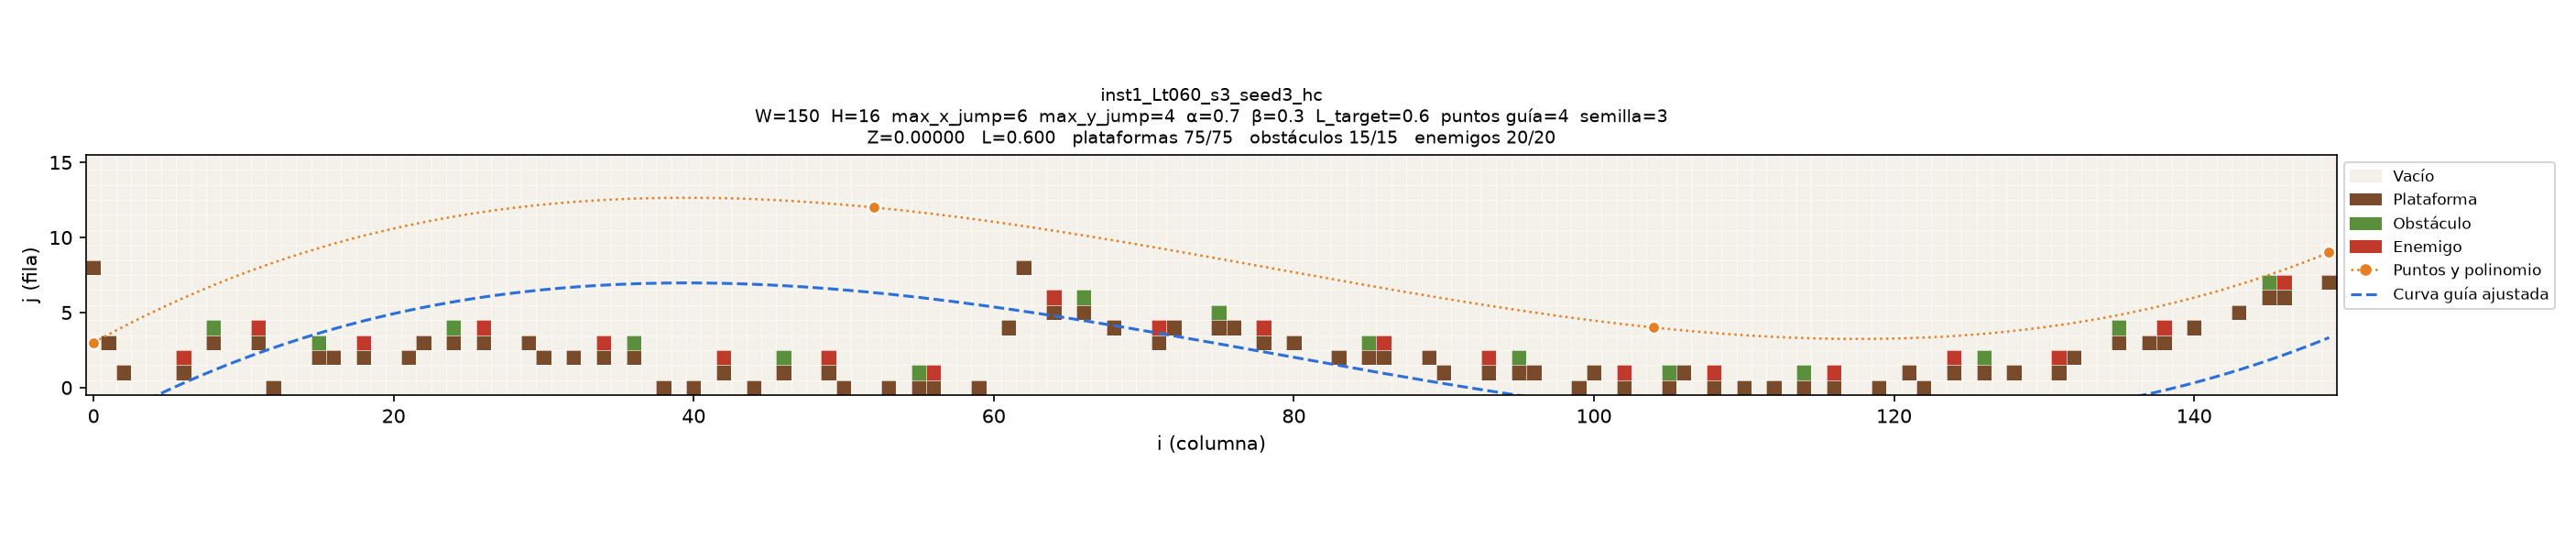 inst1_Lt060_s3_seed3_hc
W=150  H=16  max_x_jump=6  max_y_jump=4  α=0.7  β=0.3  L_target=0.6  puntos guía=4  semilla=3
Z=0.00000  L=0.600  plataformas 75/75  obstáculos 15/15  enemigos 20/20
15
10
5
0
j (fila)
0 20 40 60 80 100 120 140
i (columna)
Vacío
Plataforma
Obstáculo
Enemigo
Puntos y polinomio
Curva guía ajustada